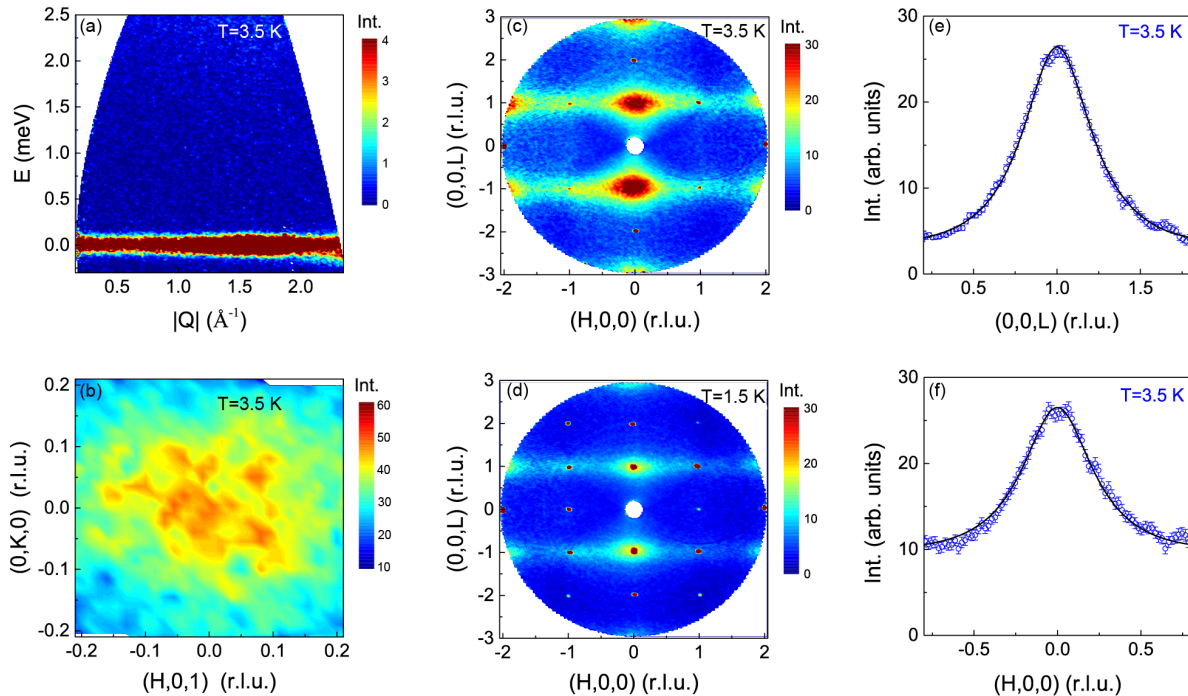 (a)
T=3.5 K
Int.
4
3
2
1
0
2.5
2.0
1.5
1.0
0.5
0.0
E (meV)
0.5
1.0
1.5
2.0
|Q| (Å⁻¹)
(c)
T=3.5 K
Int.
30
20
10
0
3
2
1
0
-1
-2
-3
(0,0,L) (r.l.u.)
-2
-1
0
1
2
(H,0,0) (r.l.u.)
(e)
T=3.5 K
30
20
10
0
Int. (arb. units)
0.5
1.0
1.5
(0,0,L) (r.l.u.)
(b)
T=3.5 K
Int.
60
50
40
30
20
10
0.2
0.1
0.0
-0.1
-0.2
(0,K,0) (r.l.u.)
-0.2
-0.1
0.0
0.1
0.2
(H,0,1) (r.l.u.)
(d)
T=1.5 K
Int.
30
20
10
0
3
2
1
0
-1
-2
-3
(0,0,L) (r.l.u.)
-2
-1
0
1
2
(H,0,0) (r.l.u.)
(f)
T=3.5 K
30
20
10
0
Int. (arb. units)
-0.5
0.0
0.5
(H,0,0) (r.l.u.)